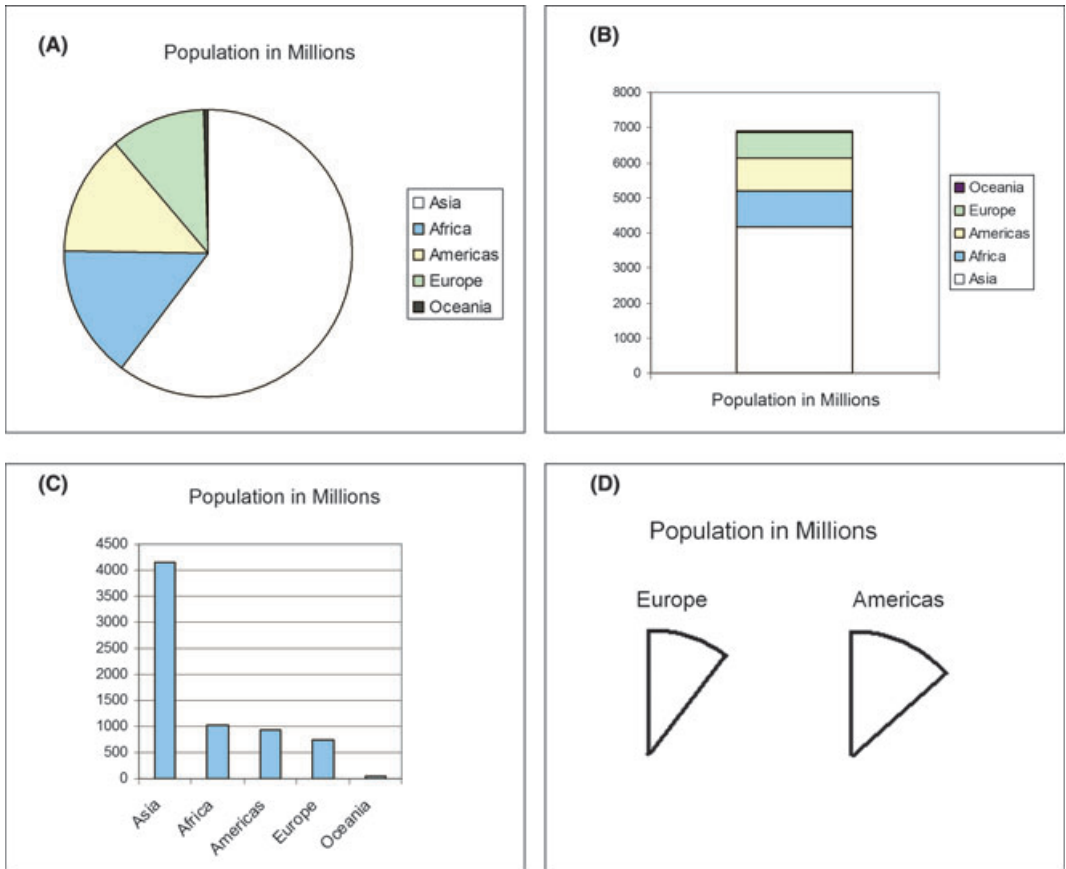 (A)
Population in Millions
Asia
Africa
Americas
Europe
Oceania
(B)
8000
7000
6000
5000
4000
3000
2000
1000
0
Population in Millions
Oceania
Europe
Americas
Africa
Asia
(C)
Population in Millions
4500
4000
3500
3000
2500
2000
1500
1000
500
0
Asia
Africa
Americas
Europe
Oceania
(D)
Population in Millions
Europe
Americas